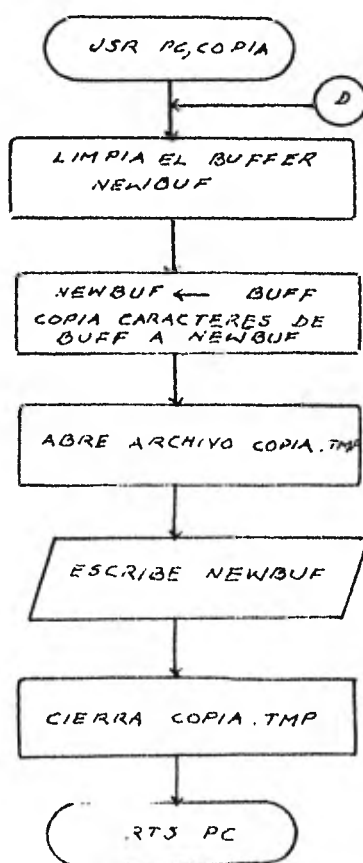 JSR PC,COPIA
D
LIMPIA EL BUFFER
NEWBUF
NEWBUF ← BUFF
COPIA CARACTERES DE
BUFF A NEWBUF
ABRE ARCHIVO COPIA.TMP
ESCRIBE NEWBUF
CIERRA COPIA.TMP
RTS PC